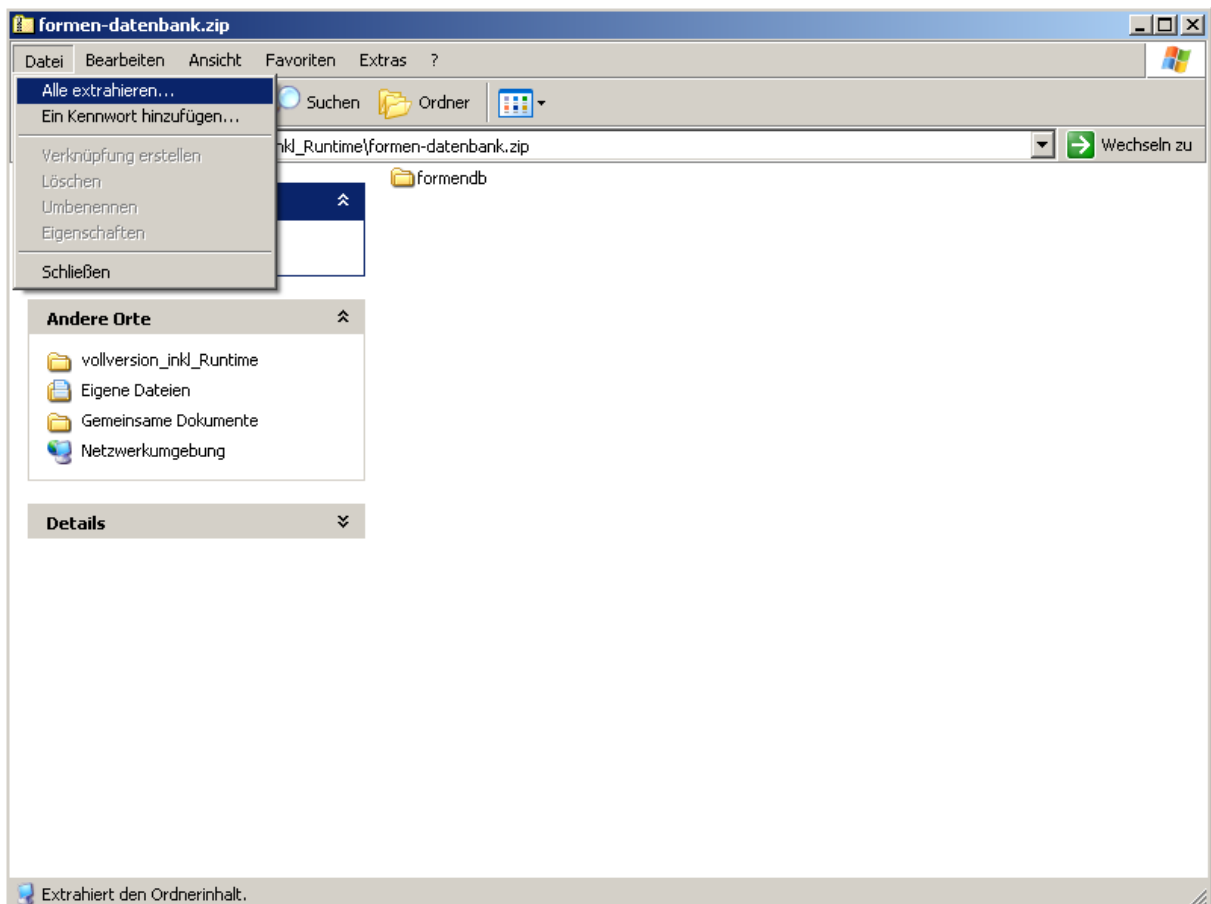 formen-datenbank.zip
Datei Bearbeiten Ansicht Favoriten Extras ?
Alle extrahieren...
Ein Kennwort hinzufügen...
Verknüpfung erstellen
Löschen
Umbenennen
Eigenschaften
Schließen
Suchen Ordner
nkl_Runtime\formen-datenbank.zip Wechseln zu
formendb
Andere Orte
vollversion_inkl_Runtime
Eigene Dateien
Gemeinsame Dokumente
Netzwerkumgebung
Details
Extrahiert den Ordnerinhalt.